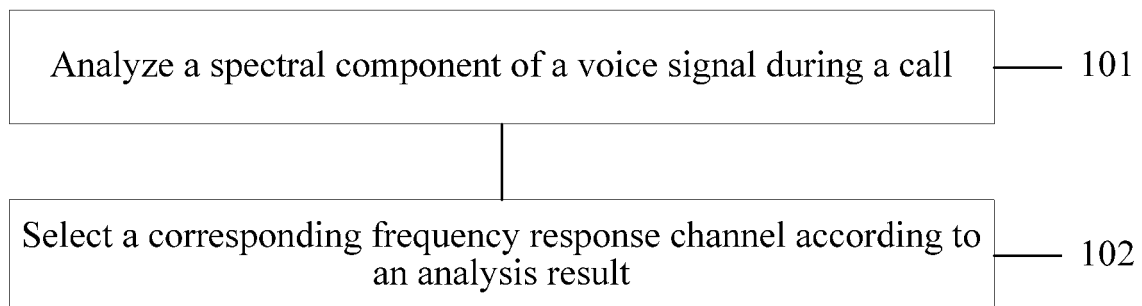 Analyze a spectral component of a voice signal during a call
101
Select a corresponding frequency response channel according to
an analysis result
102